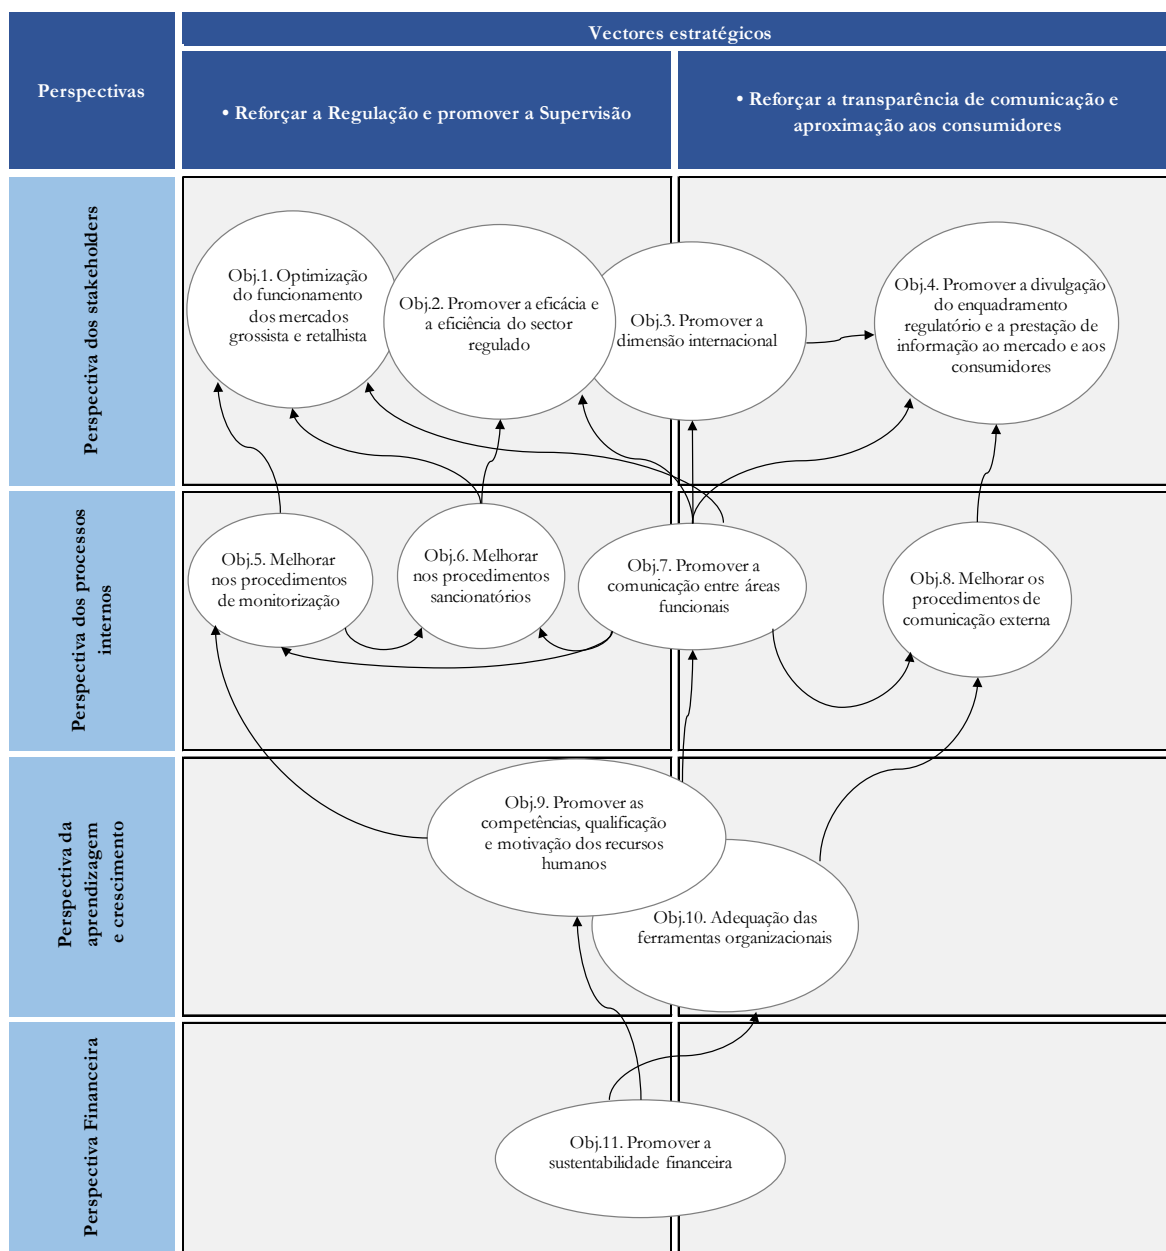 Vectores estratégicos
Perspectivas
• Reforçar a Regulação e promover a Supervisão
• Reforçar a transparência de comunicação e
aproximação aos consumidores
Perspectiva dos stakeholders
Obj.1. Optimização
do funcionamento
dos mercados
grossista e retalhista
Obj.2. Promover a eficácia e
a eficiência do sector
regulado
Obj.3. Promover a
dimensão internacional
Obj.4. Promover a divulgação
do enquadramento
regulatório e a prestação de
informação ao mercado e aos
consumidores
Perspectiva dos processos
internos
Obj.5. Melhorar
nos procedimentos
de monitorização
Obj.6. Melhorar
nos procedimentos
sancionatórios
Obj.7. Promover a
comunicação entre áreas
funcionais
Obj.8. Melhorar os
procedimentos de
comunicação externa
Perspectiva da
aprendizagem
e crescimento
Obj.9. Promover as
competências, qualificação
e motivação dos recursos
humanos
Obj.10. Adequação das
ferramentas organizacionais
Perspectiva Financeira
Obj.11. Promover a
sustentabilidade financeira